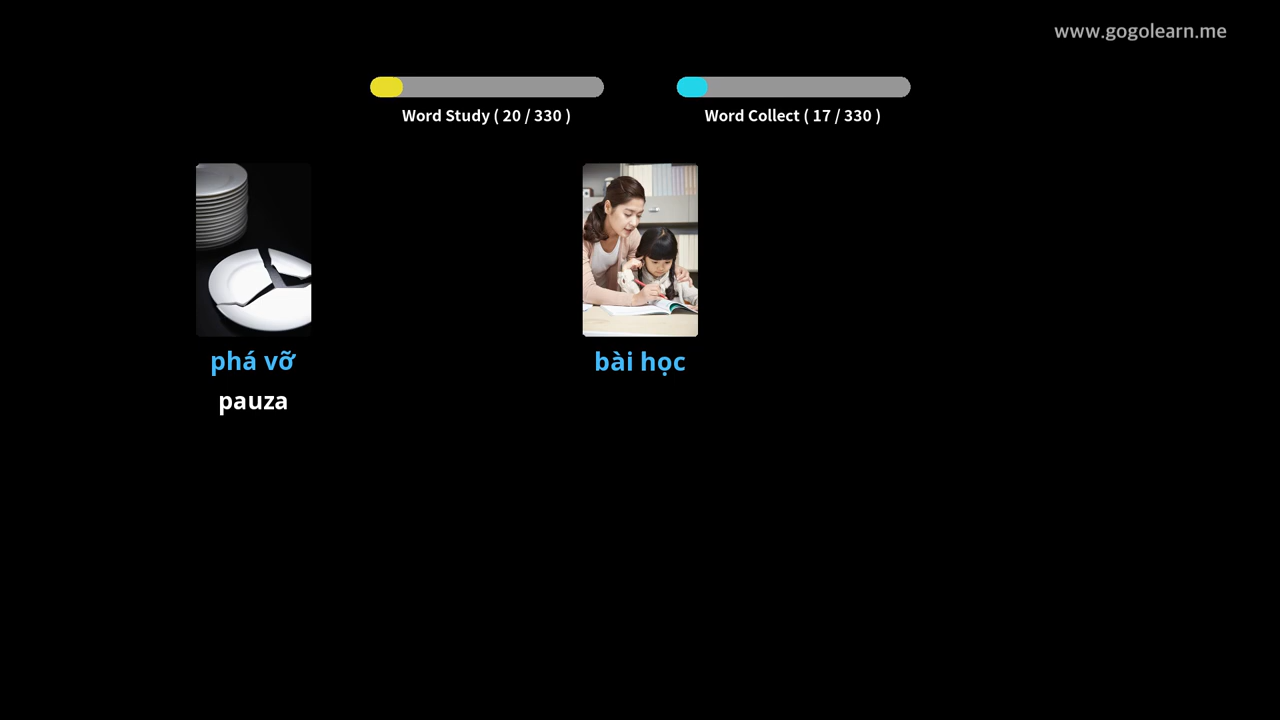 www.gogolearn.me
Word Study ( 20 / 330 )
Word Collect ( 17 / 330 )
phá vỡ
pauza
bài học